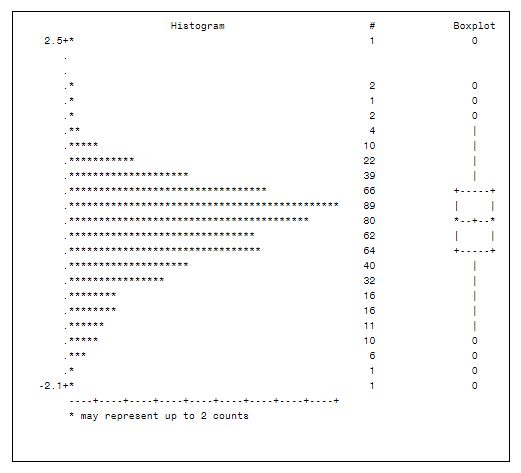 Histogram # Boxplot
2.5+* 1 0
.
.
.* 2 0
.* 1 0
.* 2 0
.** 4 |
.***** 10 |
.*********** 22 |
.******************** 39 |
.********************************* 66 +-----+
.********************************************* 89 | |
.**************************************** 80 *--+--*
.******************************* 62 | |
.******************************** 64 +-----+
.******************** 40 |
.**************** 32 |
.******** 16 |
.******** 16 |
.****** 11 |
.***** 10 0
.*** 6 0
.* 1 0
-2.1+* 1 0
----+----+----+----+----+----+----+----+----+
* may represent up to 2 counts